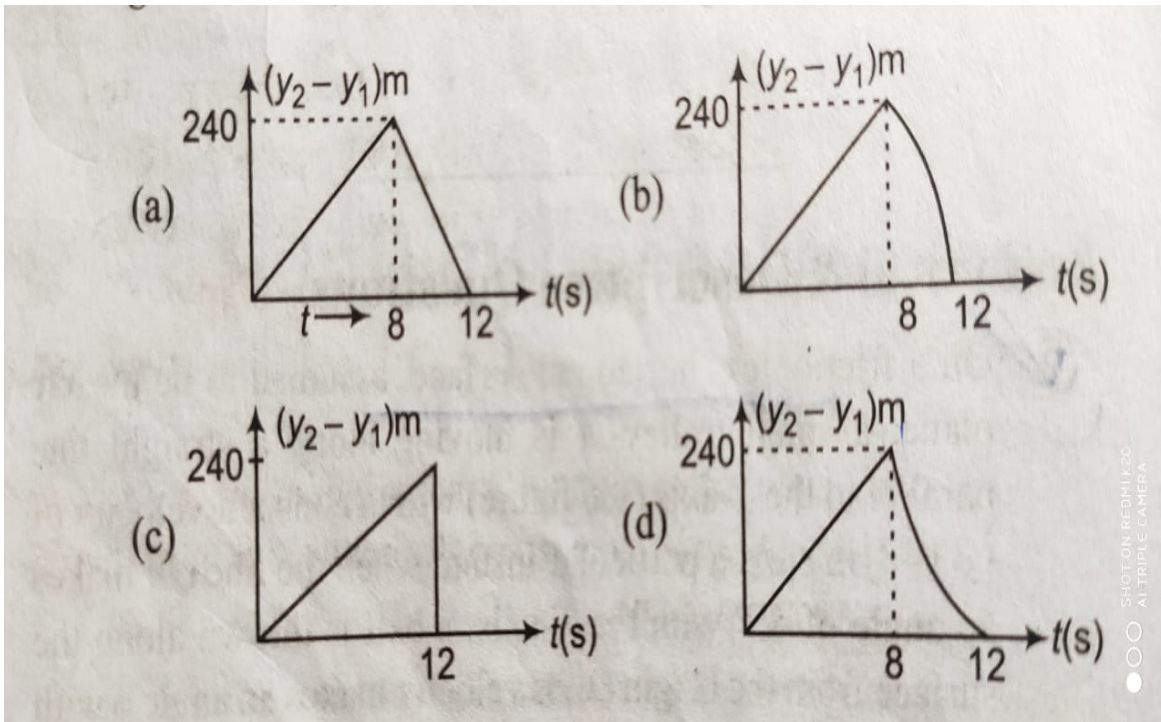 (a) (y₂ – y₁)m
240
t → 8 12 t(s)
(b) (y₂ – y₁)m
240
8 12 t(s)
(c) (y₂ – y₁)m
240
12 t(s)
(d) (y₂ – y₁)m
240
8 12 t(s)
SHOT ON REDMI K20
AI TRIPLE CAMERA